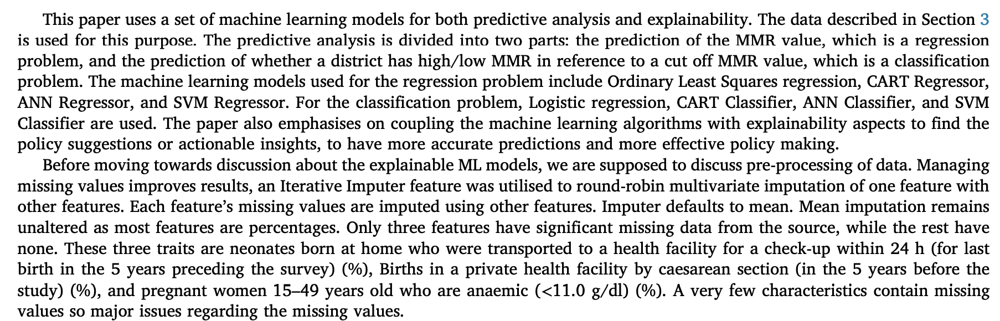 This paper uses a set of machine learning models for both predictive analysis and explainability. The data described in Section 3
is used for this purpose. The predictive analysis is divided into two parts: the prediction of the MMR value, which is a regression
problem, and the prediction of whether a district has high/low MMR in reference to a cut off MMR value, which is a classification
problem. The machine learning models used for the regression problem include Ordinary Least Squares regression, CART Regressor,
ANN Regressor, and SVM Regressor. For the classification problem, Logistic regression, CART Classifier, ANN Classifier, and SVM
Classifier are used. The paper also emphasises on coupling the machine learning algorithms with explainability aspects to find the
policy suggestions or actionable insights, to have more accurate predictions and more effective policy making.
Before moving towards discussion about the explainable ML models, we are supposed to discuss pre-processing of data. Managing
missing values improves results, an Iterative Imputer feature was utilised to round-robin multivariate imputation of one feature with
other features. Each feature’s missing values are imputed using other features. Imputer defaults to mean. Mean imputation remains
unaltered as most features are percentages. Only three features have significant missing data from the source, while the rest have
none. These three traits are neonates born at home who were transported to a health facility for a check-up within 24 h (for last
birth in the 5 years preceding the survey) (%), Births in a private health facility by caesarean section (in the 5 years before the
study) (%), and pregnant women 15–49 years old who are anaemic (<11.0 g/dl) (%). A very few characteristics contain missing
values so major issues regarding the missing values.